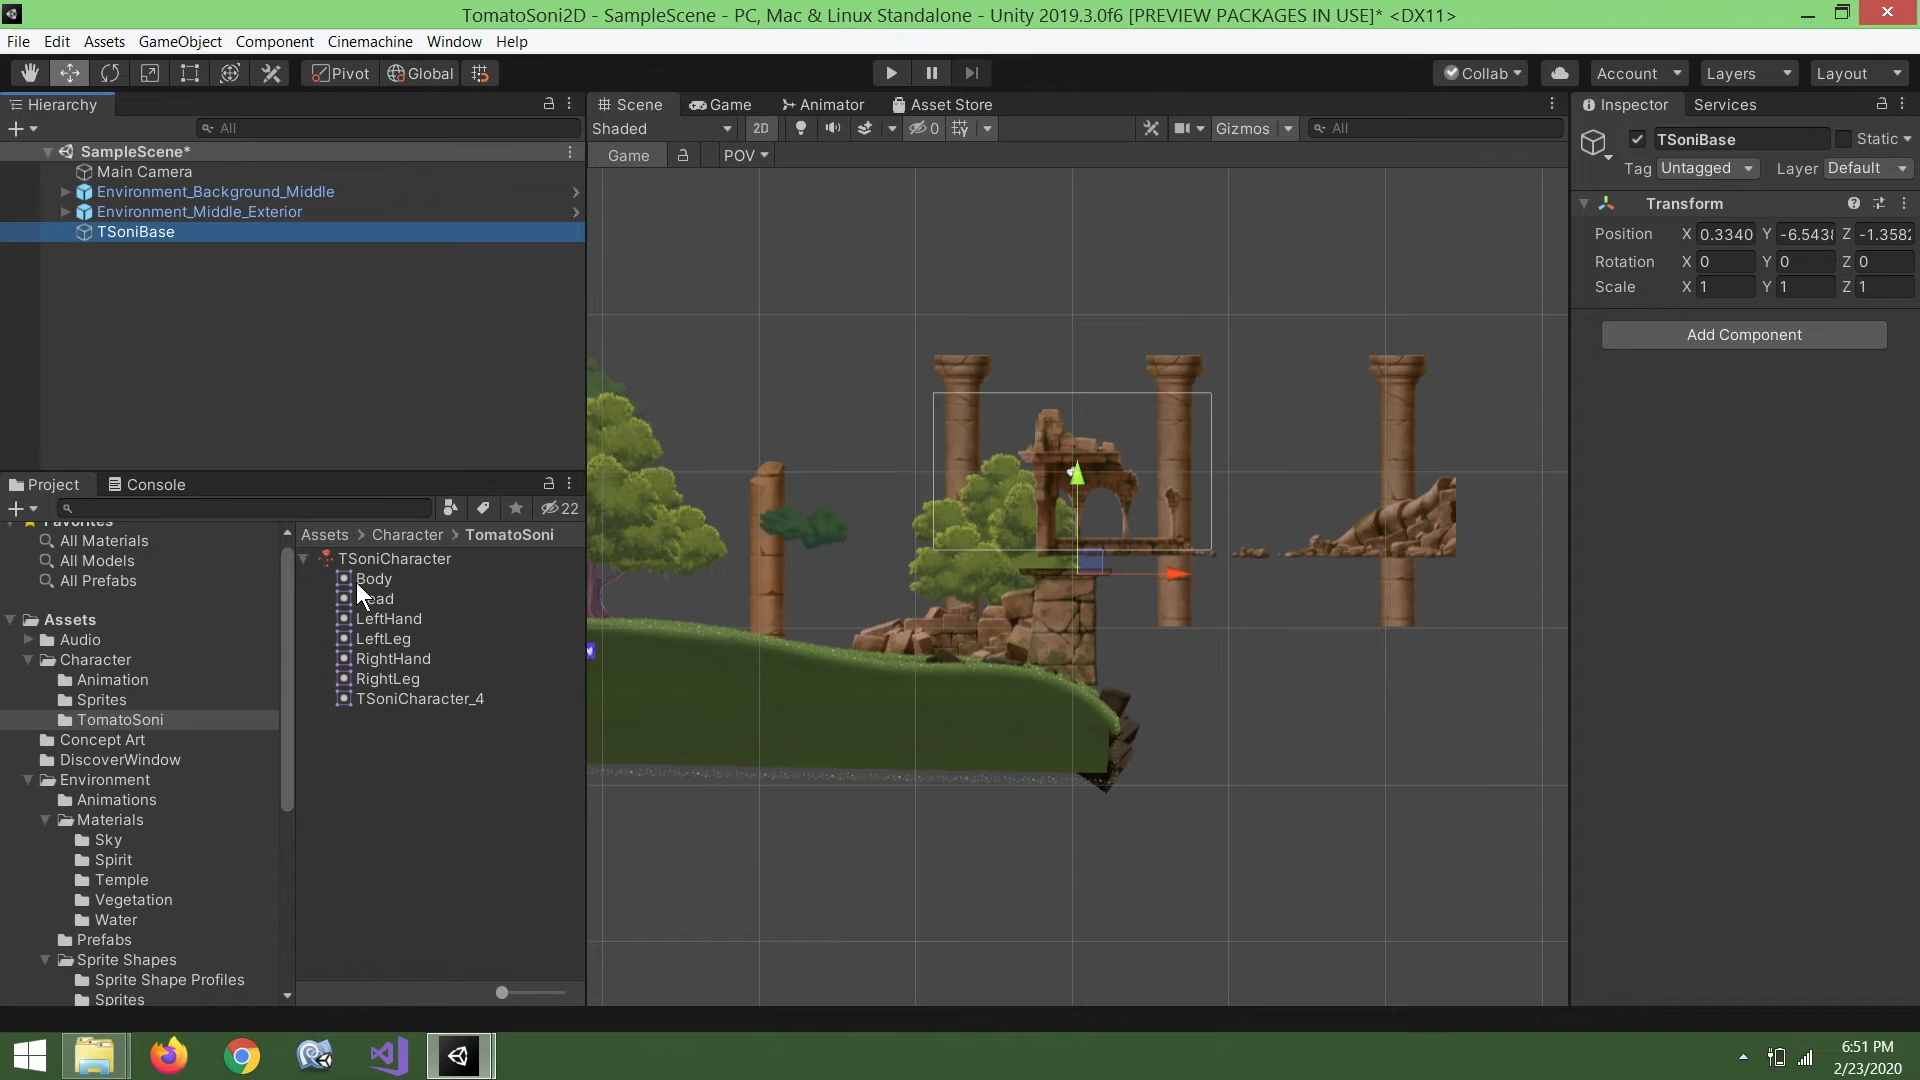 TomatoSoni2D - SampleScene - PC, Mac & Linux Standalone - Unity 2019.3.0f6 [PREVIEW PACKAGES IN USE]* <DX11>
File Edit Assets GameObject Component Cinemachine Window Help
Pivot Global Collab Account Layers Layout
Hierarchy
All
SampleScene*
Main Camera
Environment_Background_Middle
Environment_Middle_Exterior
TSoniBase
Scene Game Animator Asset Store
Shaded 2D 0 Gizmos All
Game POV
Inspector Services
TSoniBase Static
Tag Untagged Layer Default
Transform
Position X 0.3340 Y -6.543 Z -1.358
Rotation X 0 Y 0 Z 0
Scale X 1 Y 1 Z 1
Add Component
Project Console
22
Favorites
All Materials
All Models
All Prefabs
Assets
Audio
Character
Animation
Sprites
TomatoSoni
Concept Art
DiscoverWindow
Environment
Animations
Materials
Sky
Spirit
Temple
Vegetation
Water
Prefabs
Sprite Shapes
Sprite Shape Profiles
Sprites
Assets > Character > TomatoSoni
TSoniCharacter
Body
ead
LeftHand
LeftLeg
RightHand
RightLeg
TSoniCharacter_4
6:51 PM
2/23/2020